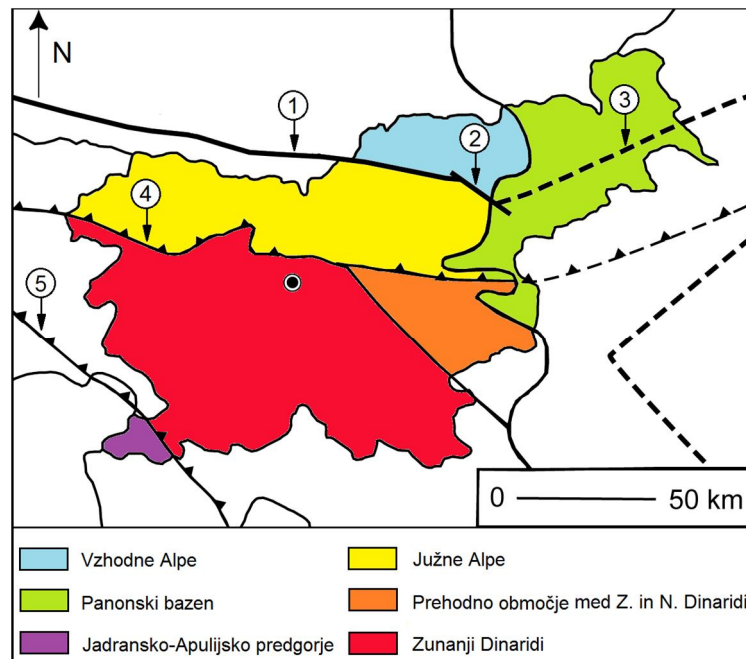 N
1
2
3
4
5
0 50 km
Vzhodne Alpe
Južne Alpe
Panonski bazen
Prehodno območje med Z. in N. Dinaridi
Jadransko-Apulijsko predgorje
Zunanji Dinaridi